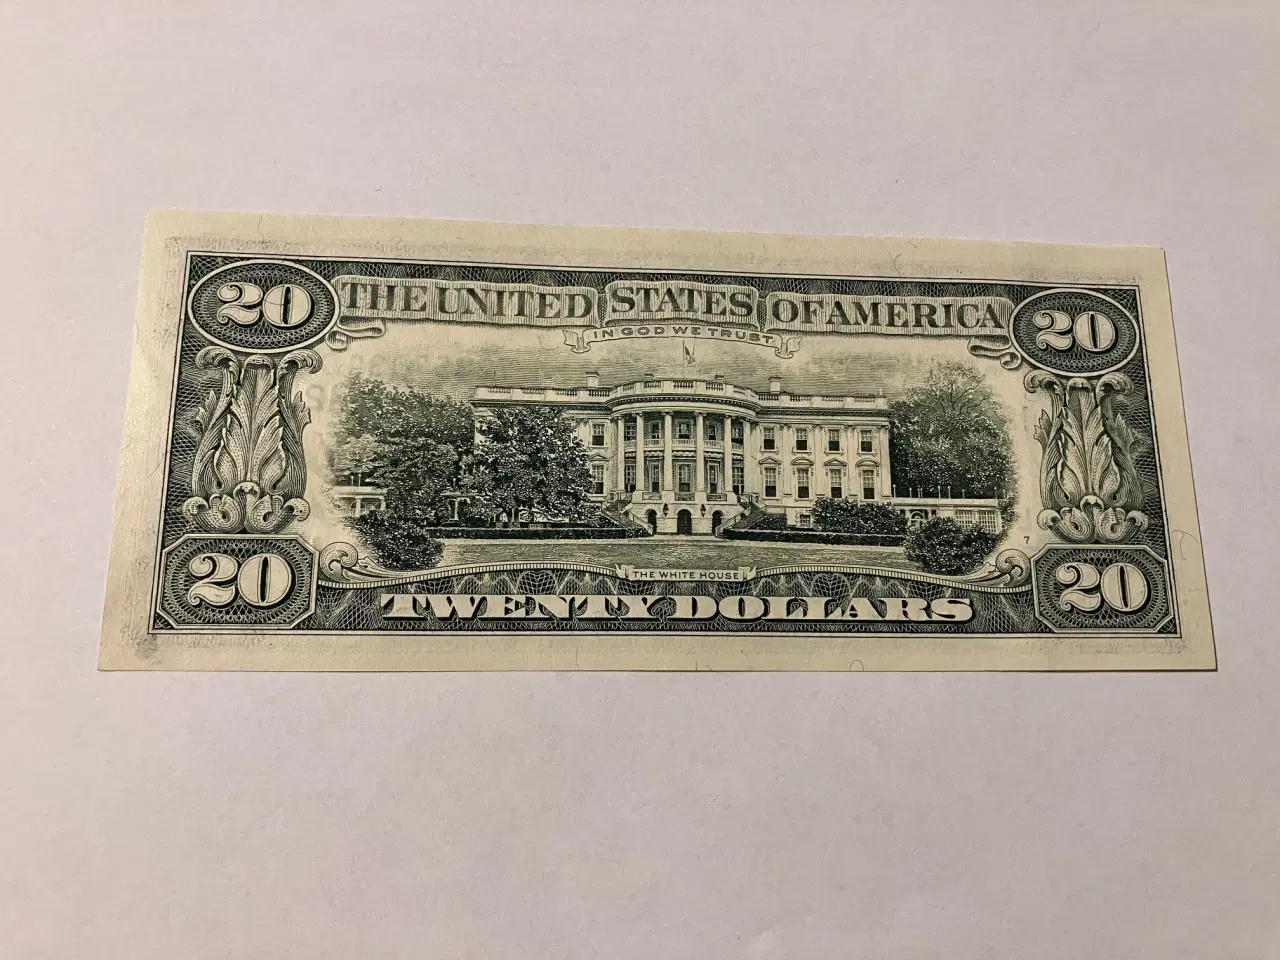 20 THE UNITED STATES OF AMERICA 20
IN GOD WE TRUST
7
THE WHITE HOUSE
20 TWENTY DOLLARS 20